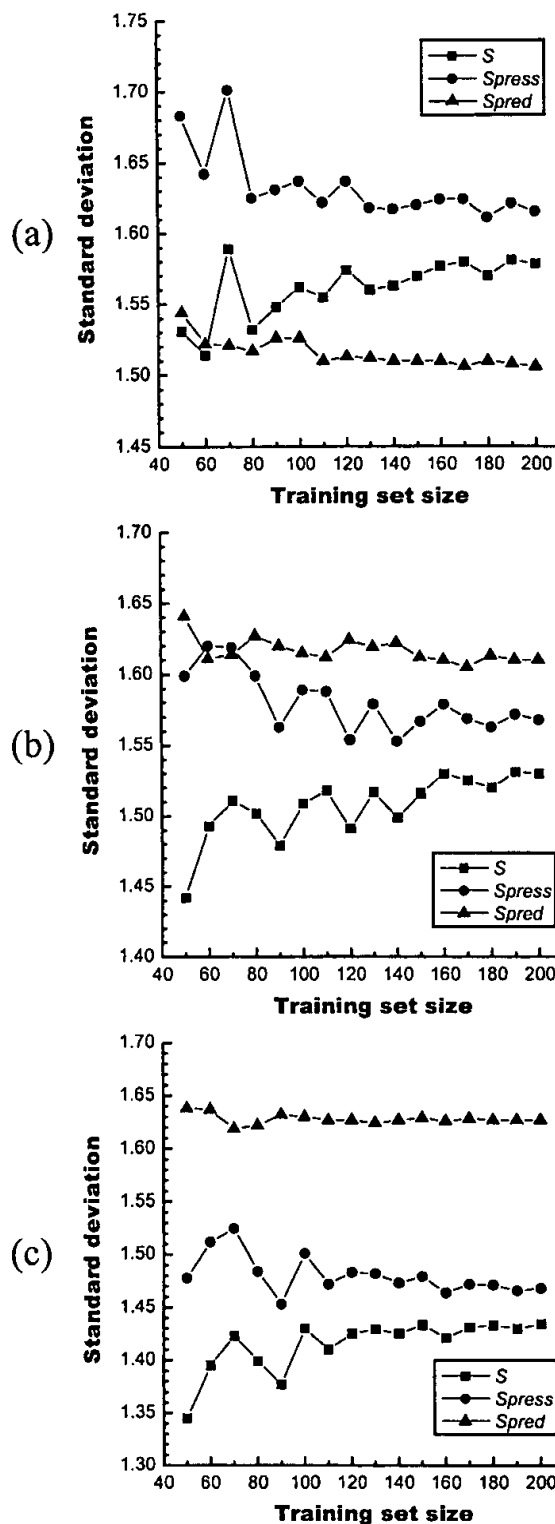 1.75
1.70
1.65
1.60
1.55
1.50
1.45
Standard deviation
(a)
S
Spress
Spred
40 60 80 100 120 140 160 180 200
Training set size
1.70
1.65
1.60
1.55
1.50
1.45
1.40
Standard deviation
(b)
S
Spress
Spred
40 60 80 100 120 140 160 180 200
Training set size
1.70
1.65
1.60
1.55
1.50
1.45
1.40
1.35
1.30
Standard deviation
(c)
S
Spress
Spred
40 60 80 100 120 140 160 180 200
Training set size